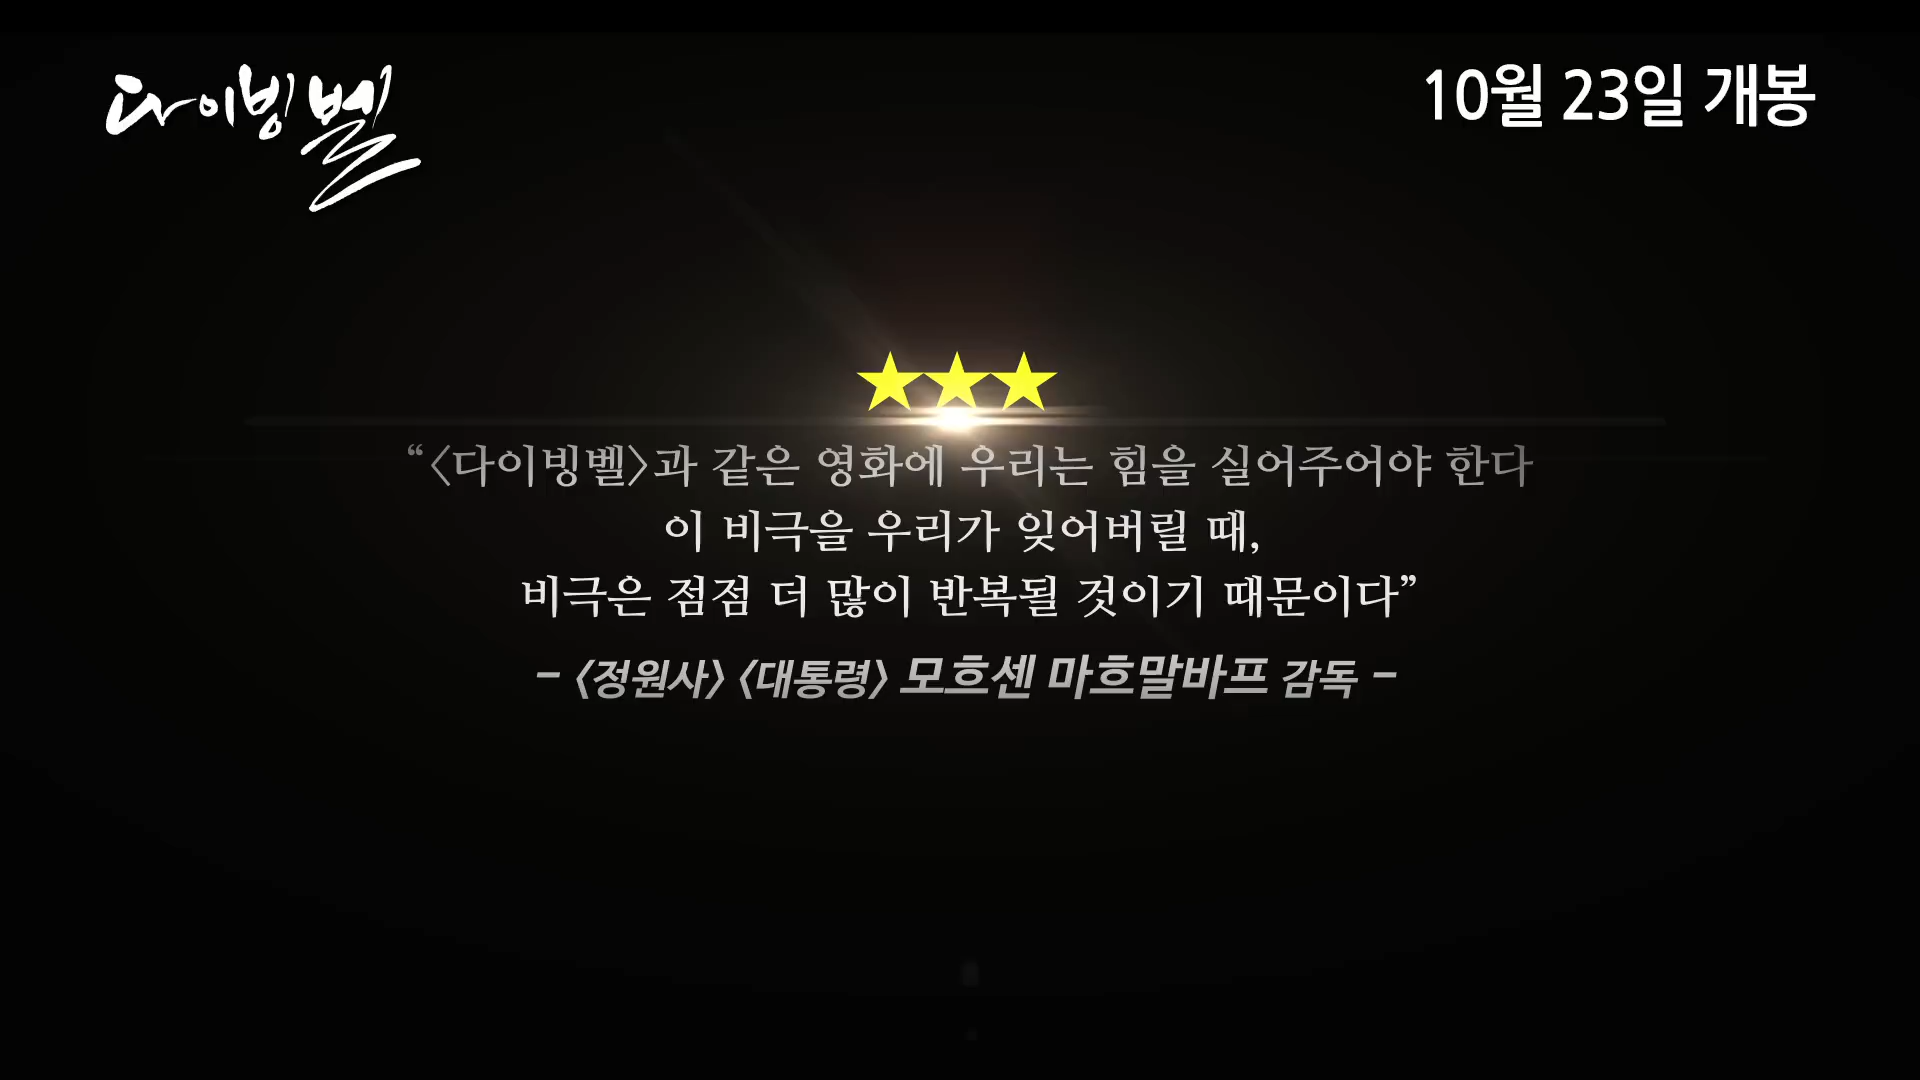 다이빙벨
10월 23일 개봉
“〈다이빙벨〉과 같은 영화에 우리는 힘을 실어주어야 한다
이 비극을 우리가 잊어버릴 때,
비극은 점점 더 많이 반복될 것이기 때문이다”
– 〈정원사〉 〈대통령〉 모흐센 마흐말바프 감독 –